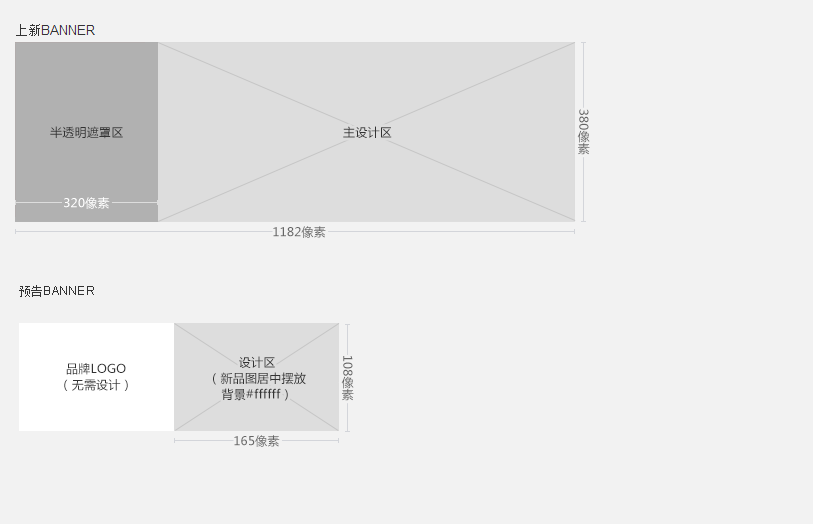 上新BANNER
半透明遮罩区
主设计区
380像素
320像素
1182像素
预告BANNER
品牌LOGO
（无需设计）
设计区
（新品图居中摆放
背景#ffffff）
108像素
165像素